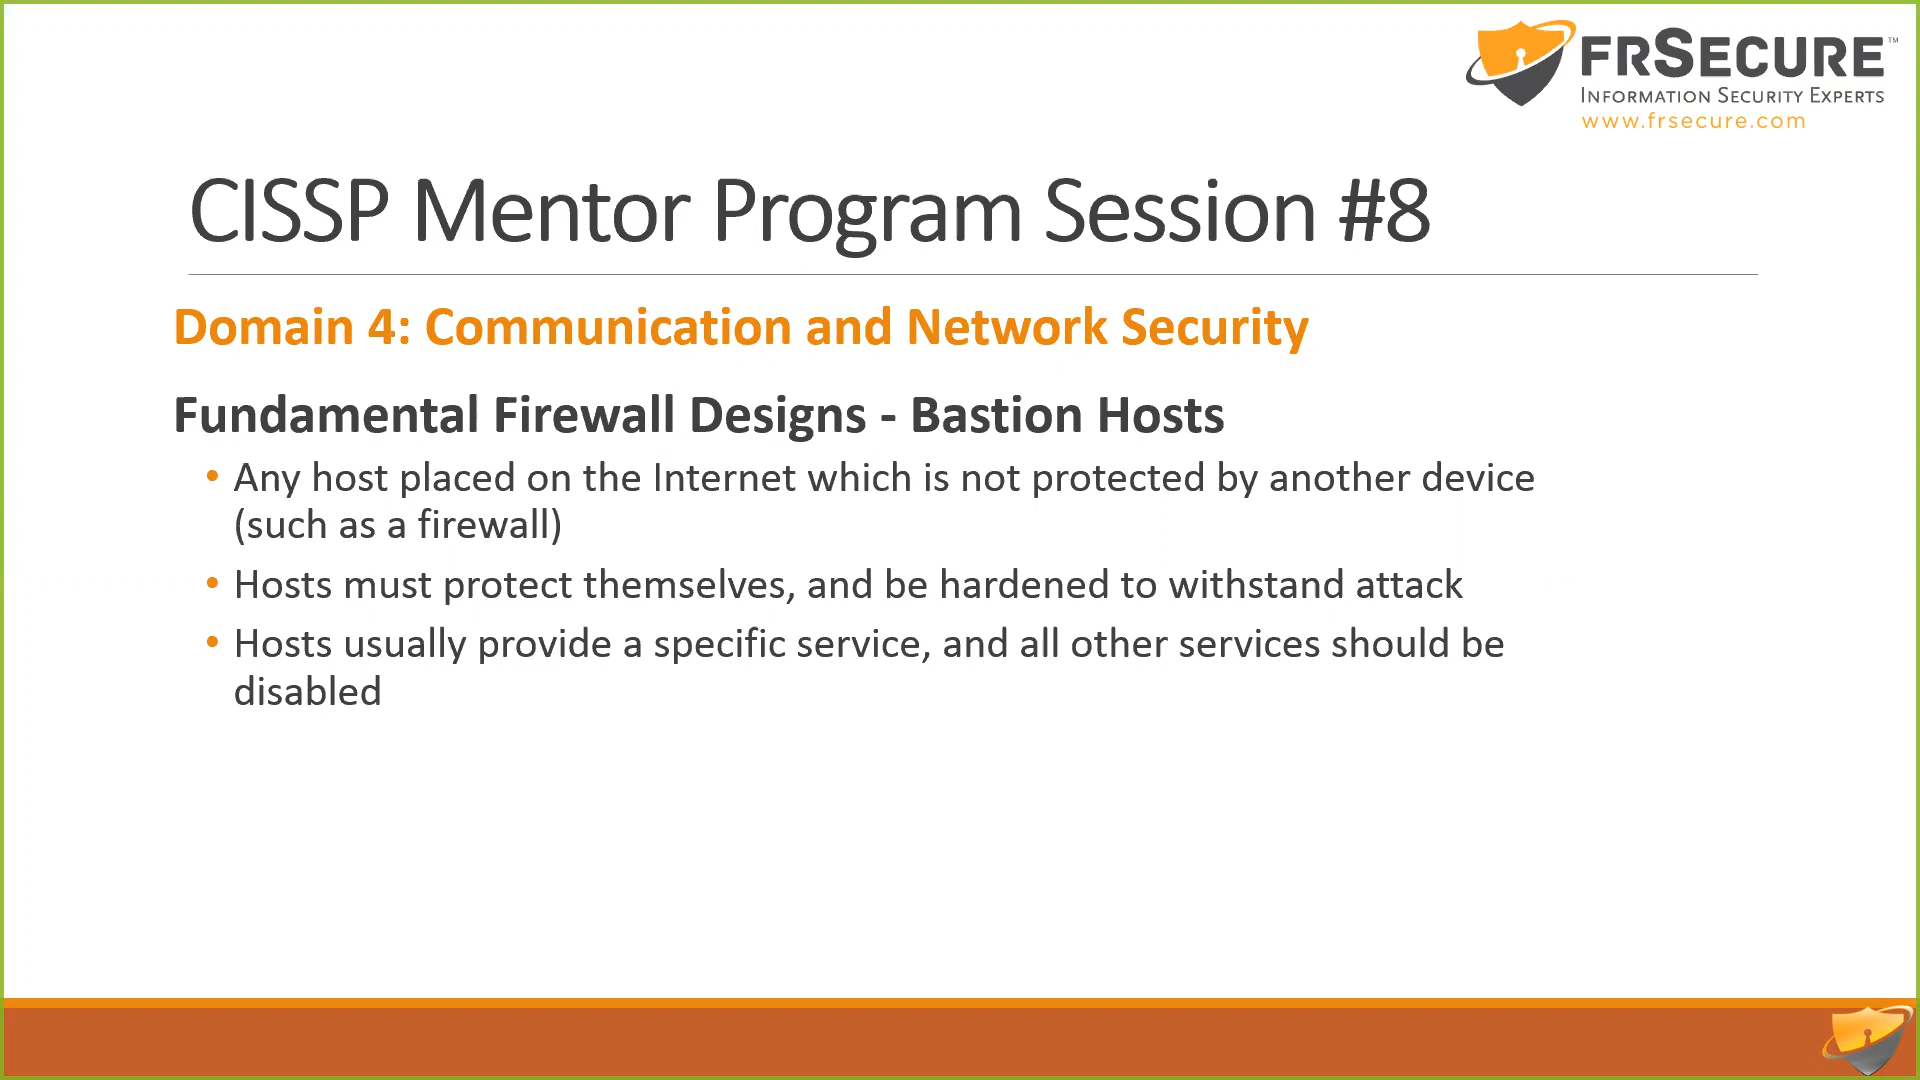 FRSECURE™
INFORMATION SECURITY EXPERTS
www.frsecure.com
CISSP Mentor Program Session #8
Domain 4: Communication and Network Security
Fundamental Firewall Designs - Bastion Hosts
• Any host placed on the Internet which is not protected by another device
(such as a firewall)
• Hosts must protect themselves, and be hardened to withstand attack
• Hosts usually provide a specific service, and all other services should be
disabled